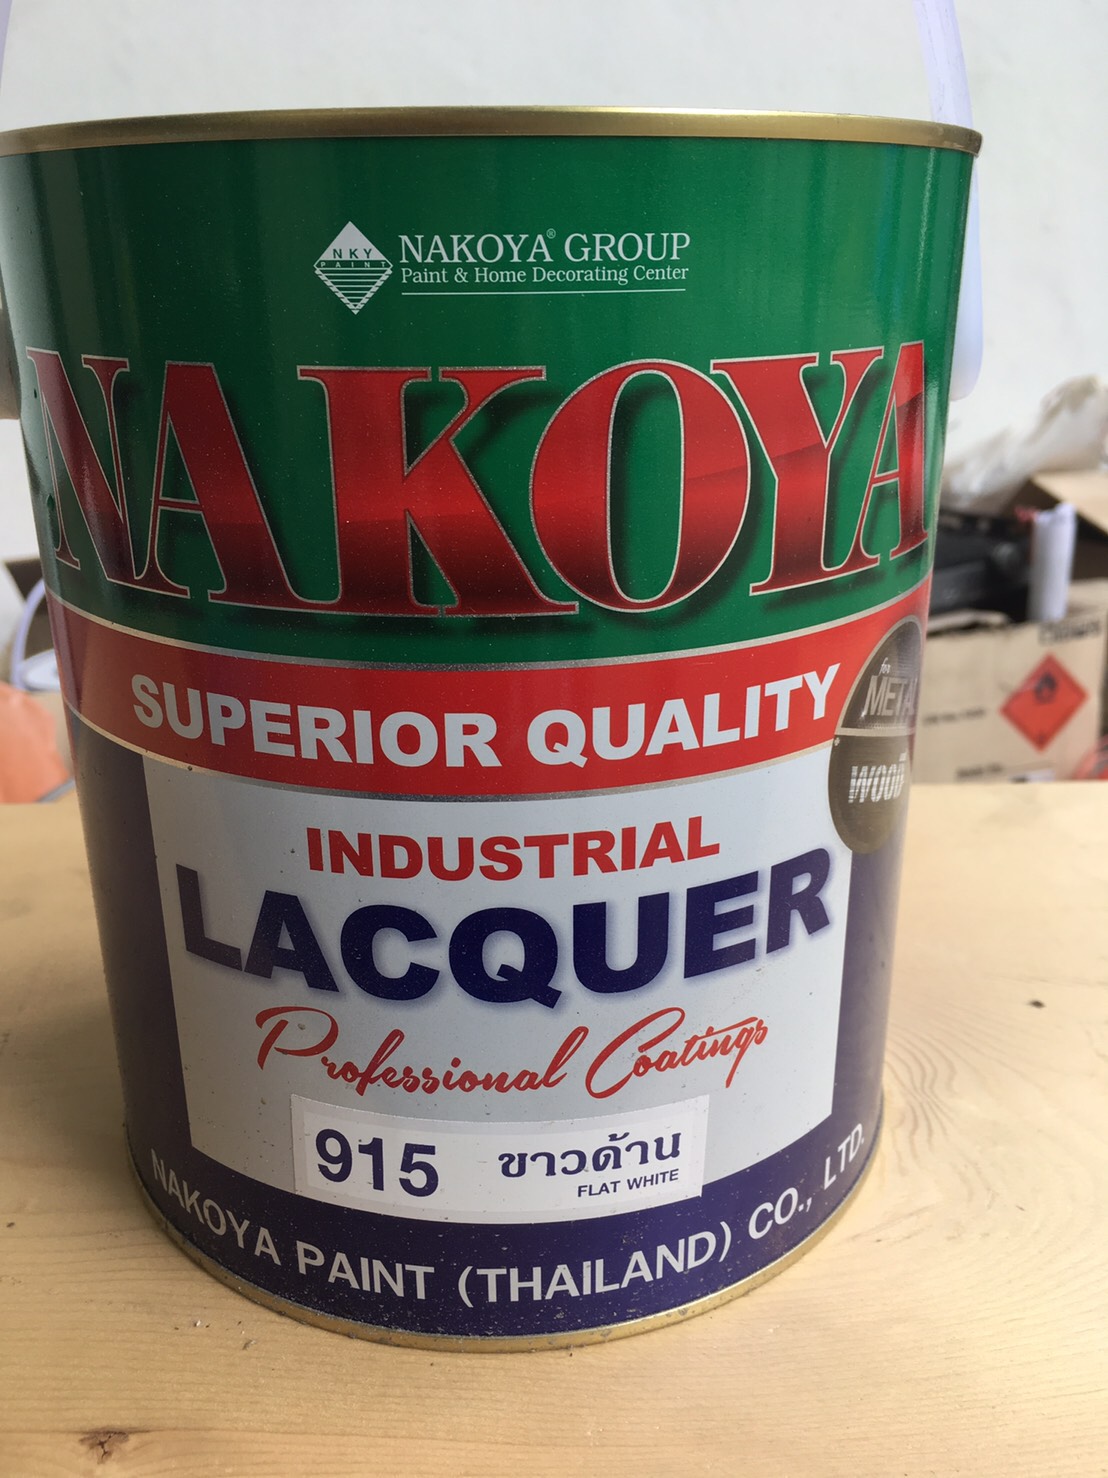 NKY
PAINT
NAKOYA® GROUP
Paint & Home Decorating Center
NAKOYA
SUPERIOR QUALITY
for
METAL
WOOD
INDUSTRIAL
LACQUER
Professional Coatings
915 ขาวด้าน
FLAT WHITE
NAKOYA PAINT (THAILAND) CO., LTD.